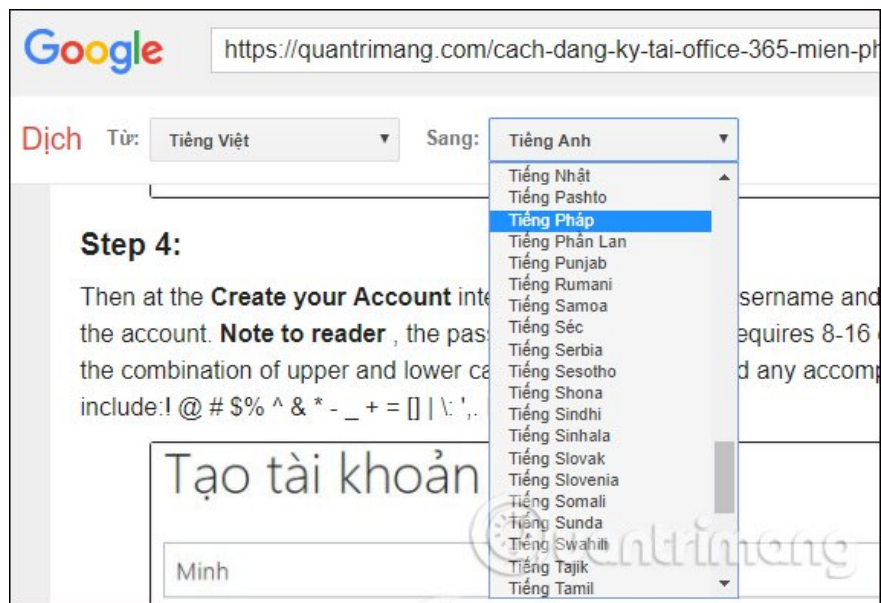 Google
https://quantrimang.com/cach-dang-ky-tai-office-365-mien-ph
Dịch Từ: Tiếng Việt Sang: Tiếng Anh
Tiếng Nhật
Tiếng Pashto
Tiếng Pháp
Tiếng Phần Lan
Tiếng Punjab
Tiếng Rumani
Tiếng Samoa
Tiếng Séc
Tiếng Serbia
Tiếng Sesotho
Tiếng Shona
Tiếng Sindhi
Tiếng Sinhala
Tiếng Slovak
Tiếng Slovenia
Tiếng Somali
Tiếng Sunda
Tiếng Swahili
Tiếng Tajik
Tiếng Tamil
Step 4:
Then at the Create your Account inte sername and
the account. Note to reader , the pas equires 8-16
the combination of upper and lower ca d any accomp
include:! @ # $% ^ & * - _ + = [] | \: ',.
Tạo tài khoản
Minh
Quantrimang